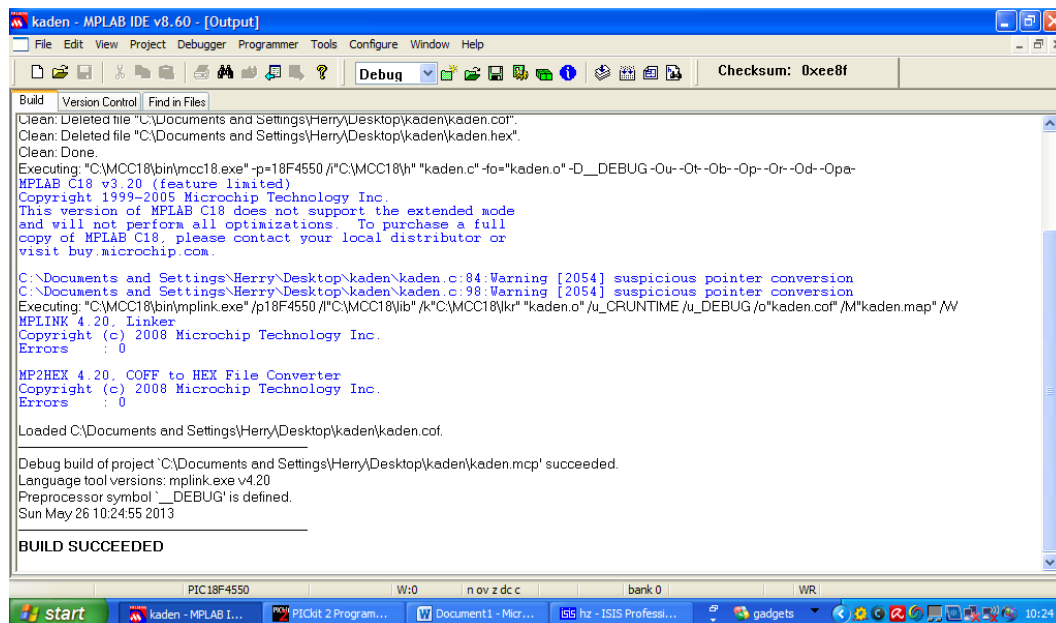 kaden - MPLAB IDE v8.60 - [Output]
File Edit View Project Debugger Programmer Tools Configure Window Help
Debug Checksum: 0xee8f
Build Version Control Find in Files
Clean: Deleted file "C:\Documents and Settings\Herry\Desktop\kaden\kaden.cof".
Clean: Deleted file "C:\Documents and Settings\Herry\Desktop\kaden\kaden.hex".
Clean: Done.
Executing: "C:\MCC18\bin\mcc18.exe" -p=18F4550 /i"C:\MCC18\h" "kaden.c" -fo="kaden.o" -D__DEBUG -Ou- -Ot- -Ob- -Op- -Or- -Od- -Opa-
MPLAB C18 v3.20 (feature limited)
Copyright 1999-2005 Microchip Technology Inc.
This version of MPLAB C18 does not support the extended mode
and will not perform all optimizations. To purchase a full
copy of MPLAB C18, please contact your local distributor or
visit buy.microchip.com.
C:\Documents and Settings\Herry\Desktop\kaden\kaden.c:84:Warning [2054] suspicious pointer conversion
C:\Documents and Settings\Herry\Desktop\kaden\kaden.c:98:Warning [2054] suspicious pointer conversion
Executing: "C:\MCC18\bin\mplink.exe" /p18F4550 /l"C:\MCC18\lib" /k"C:\MCC18\lkr" "kaden.o" /u_CRUNTIME /u_DEBUG /o"kaden.cof" /M"kaden.map" /W
MPLINK 4.20, Linker
Copyright (c) 2008 Microchip Technology Inc.
Errors : 0
MP2HEX 4.20, COFF to HEX File Converter
Copyright (c) 2008 Microchip Technology Inc.
Errors : 0
Loaded C:\Documents and Settings\Herry\Desktop\kaden\kaden.cof.
Debug build of project `C:\Documents and Settings\Herry\Desktop\kaden\kaden.mcp' succeeded.
Language tool versions: mplink.exe v4.20
Preprocessor symbol `__DEBUG' is defined.
Sun May 26 10:24:55 2013
BUILD SUCCEEDED
PIC18F4550 W:0 n ov z dc c bank 0 WR
start kaden - MPLAB I... PICkit 2 Program... Document1 - Micr... hz - ISIS Professi... gadgets 10:24